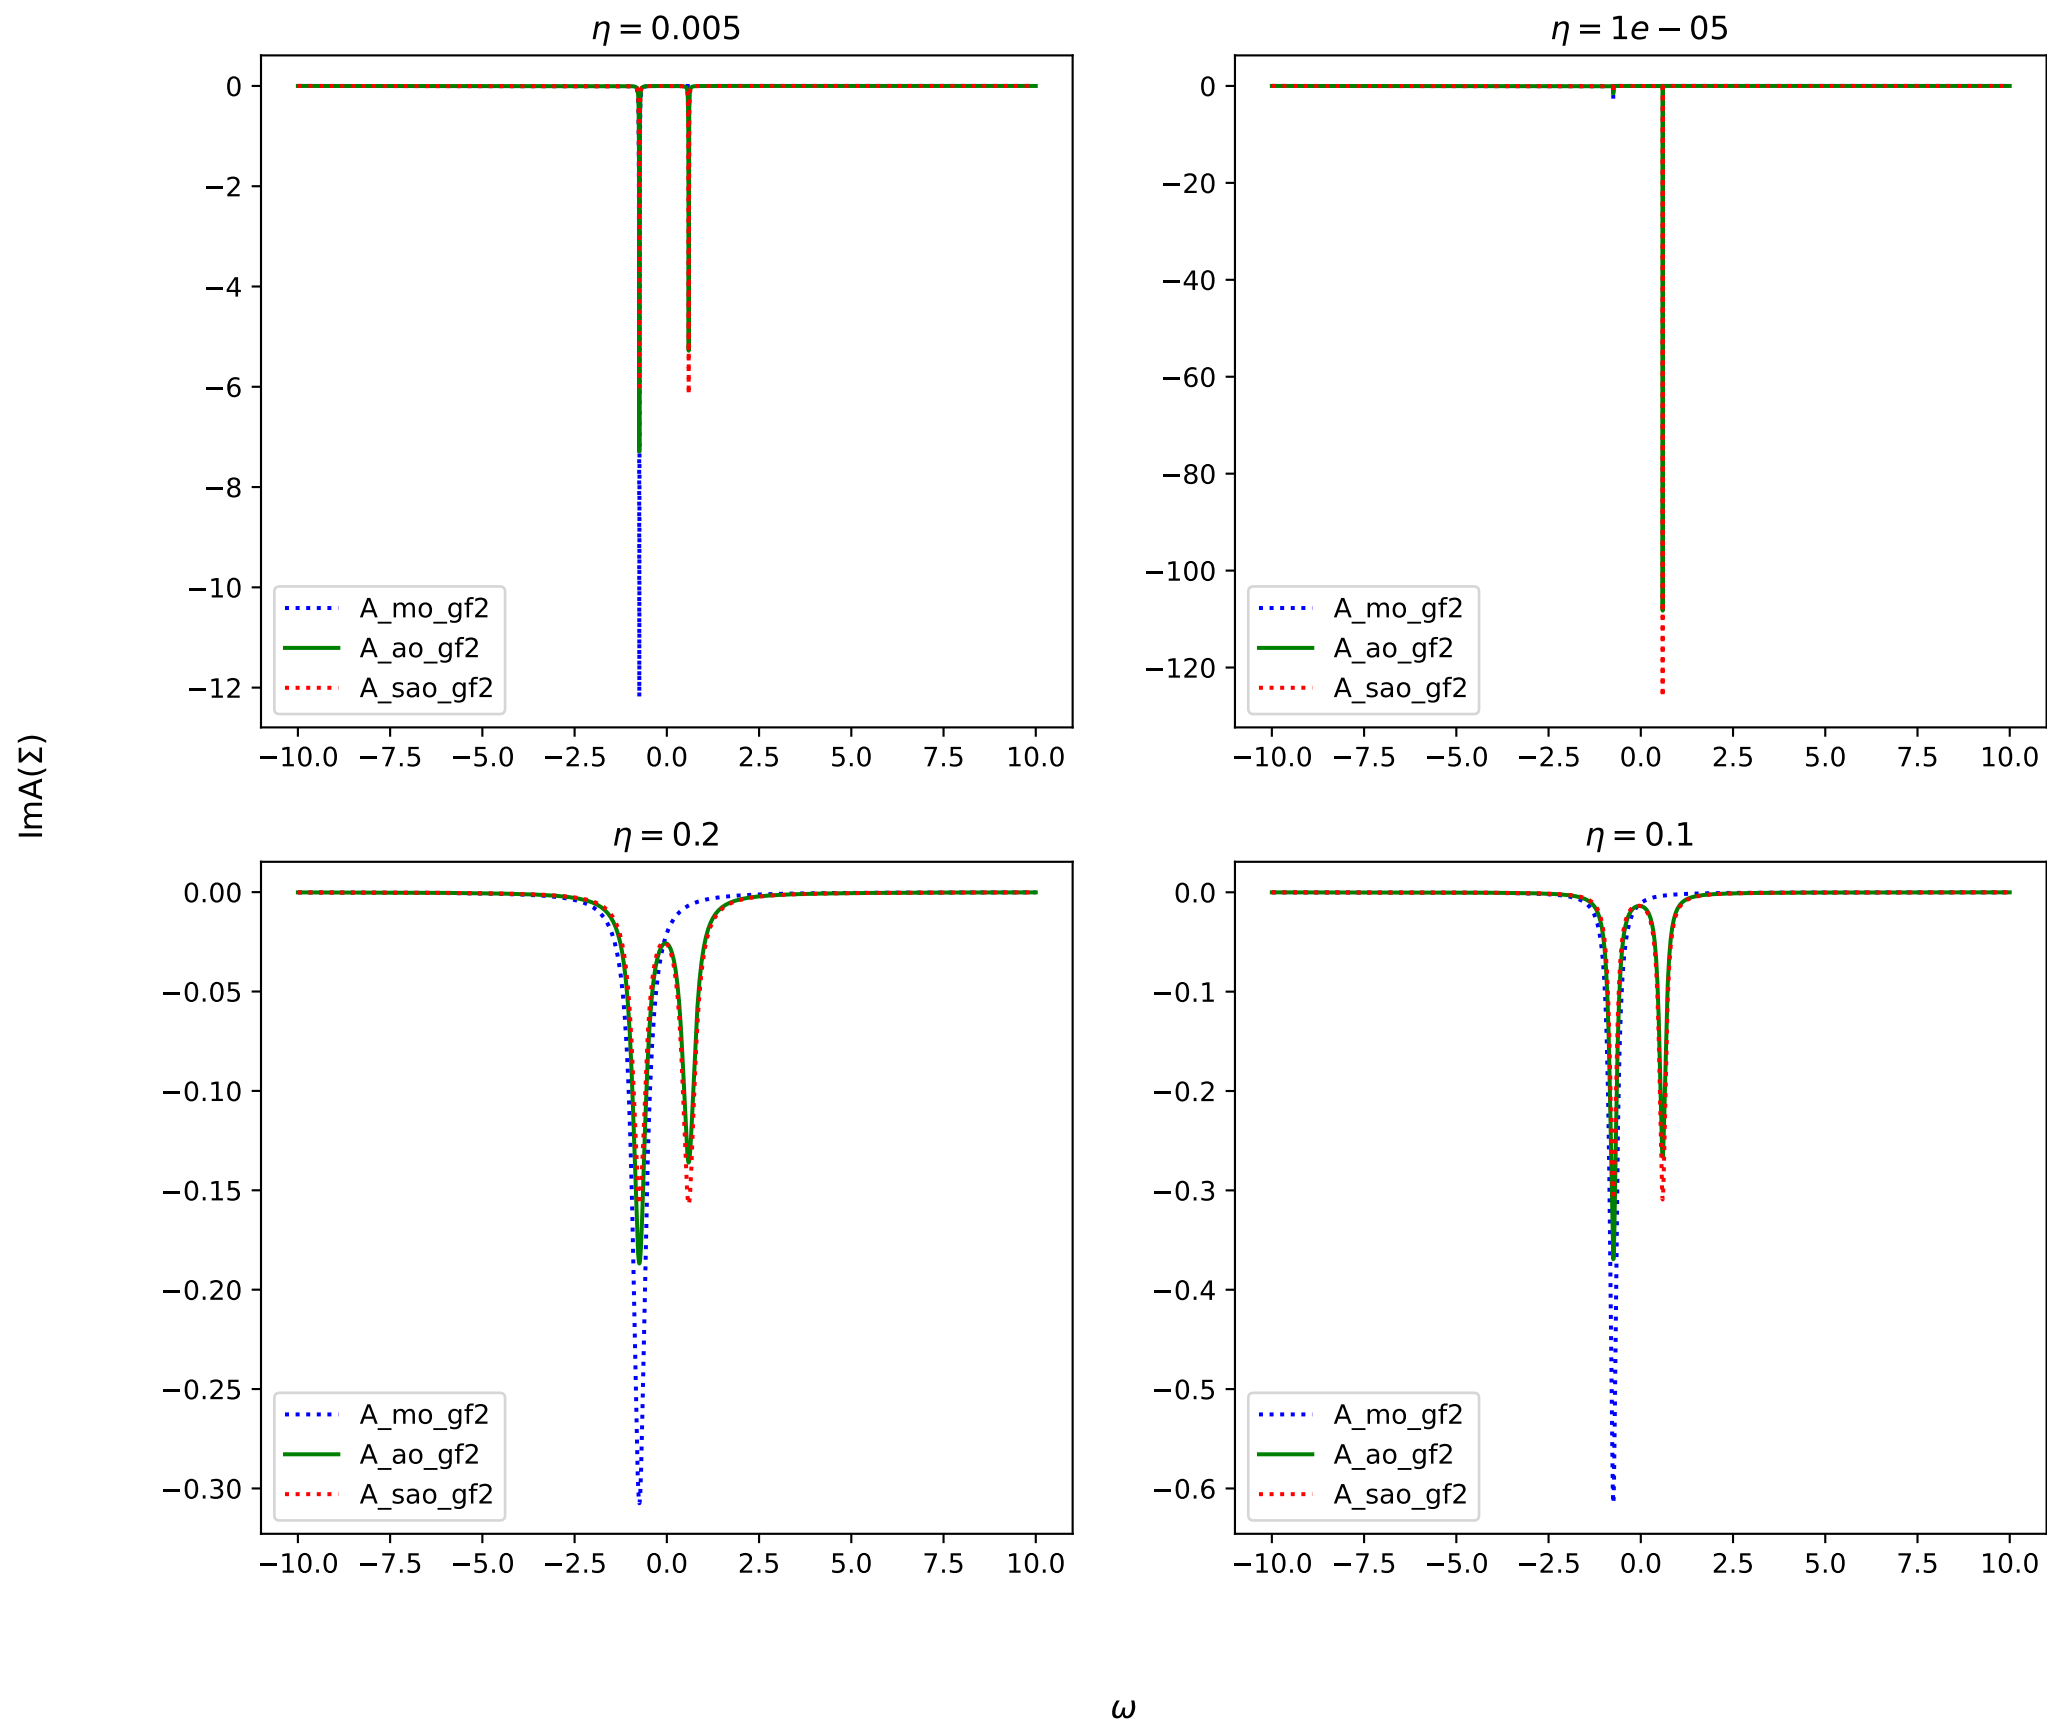 η = 0.005
0
−2
−4
−6
−8
−10
−12
A_mo_gf2
A_ao_gf2
A_sao_gf2
−10.0 −7.5 −5.0 −2.5 0.0 2.5 5.0 7.5 10.0
η = 1e − 05
0
−20
−40
−60
−80
−100
−120
A_mo_gf2
A_ao_gf2
A_sao_gf2
−10.0 −7.5 −5.0 −2.5 0.0 2.5 5.0 7.5 10.0
ImA(Σ)
η = 0.2
0.00
−0.05
−0.10
−0.15
−0.20
−0.25
−0.30
A_mo_gf2
A_ao_gf2
A_sao_gf2
−10.0 −7.5 −5.0 −2.5 0.0 2.5 5.0 7.5 10.0
η = 0.1
0.0
−0.1
−0.2
−0.3
−0.4
−0.5
−0.6
A_mo_gf2
A_ao_gf2
A_sao_gf2
−10.0 −7.5 −5.0 −2.5 0.0 2.5 5.0 7.5 10.0
ω